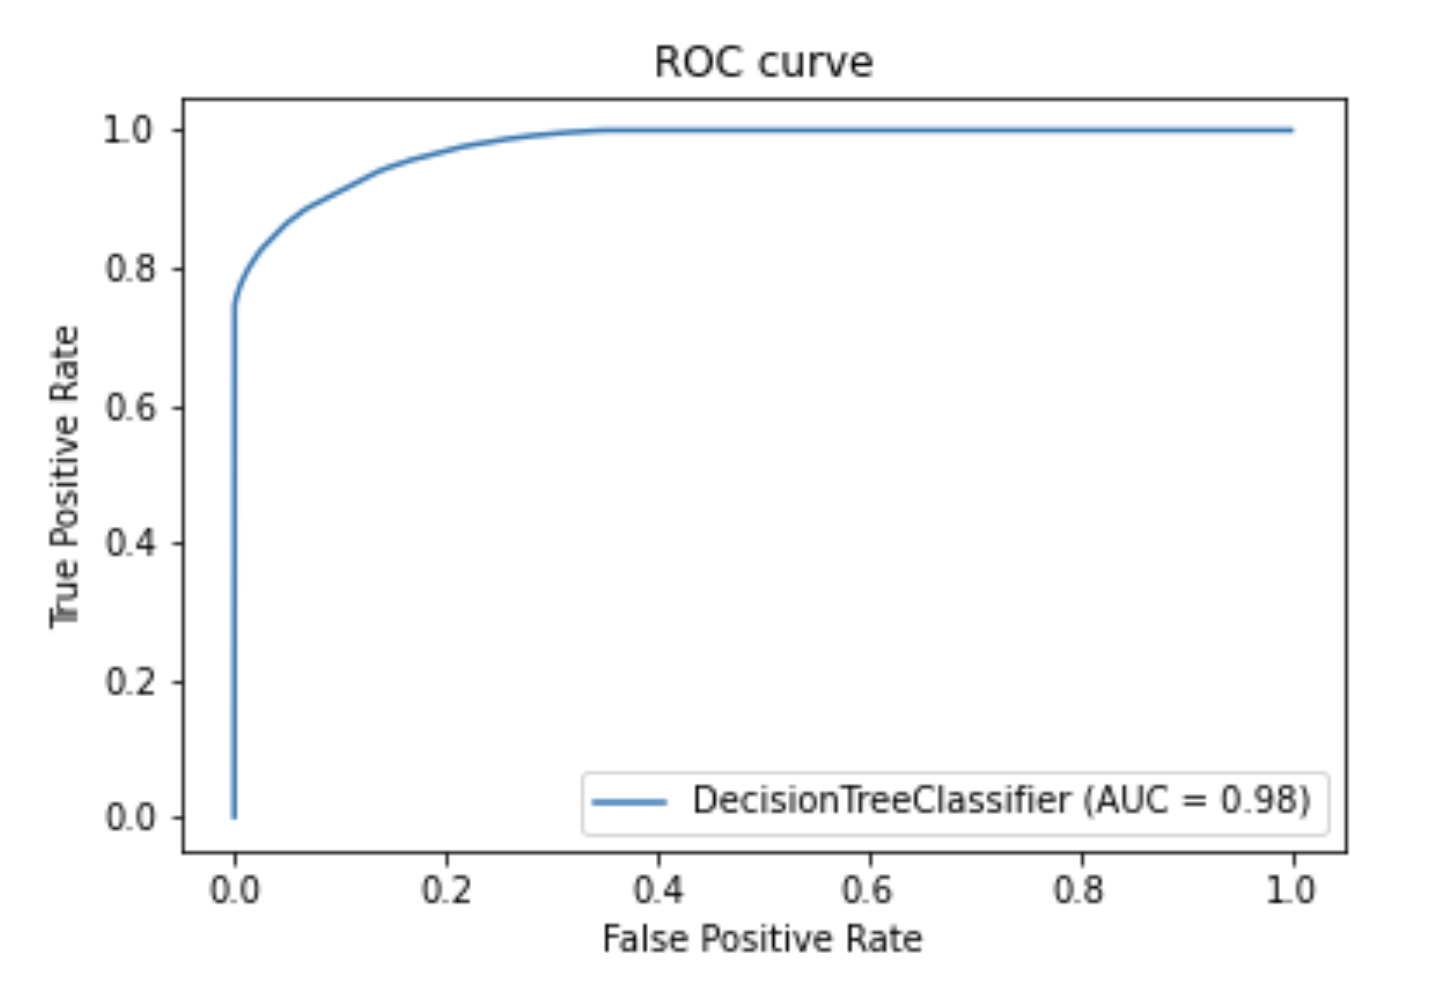 ROC curve
1.0
0.8
0.6
0.4
0.2
0.0
True Positive Rate
DecisionTreeClassifier (AUC = 0.98)
0.0 0.2 0.4 0.6 0.8 1.0
False Positive Rate